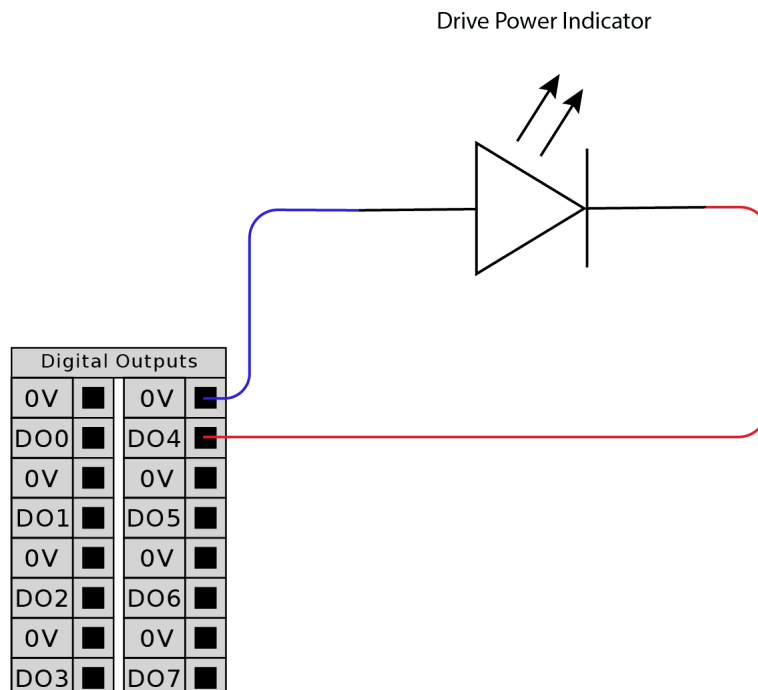 Drive Power Indicator
Digital Outputs
0V 0V
DO0 DO4
0V 0V
DO1 DO5
0V 0V
DO2 DO6
0V 0V
DO3 DO7